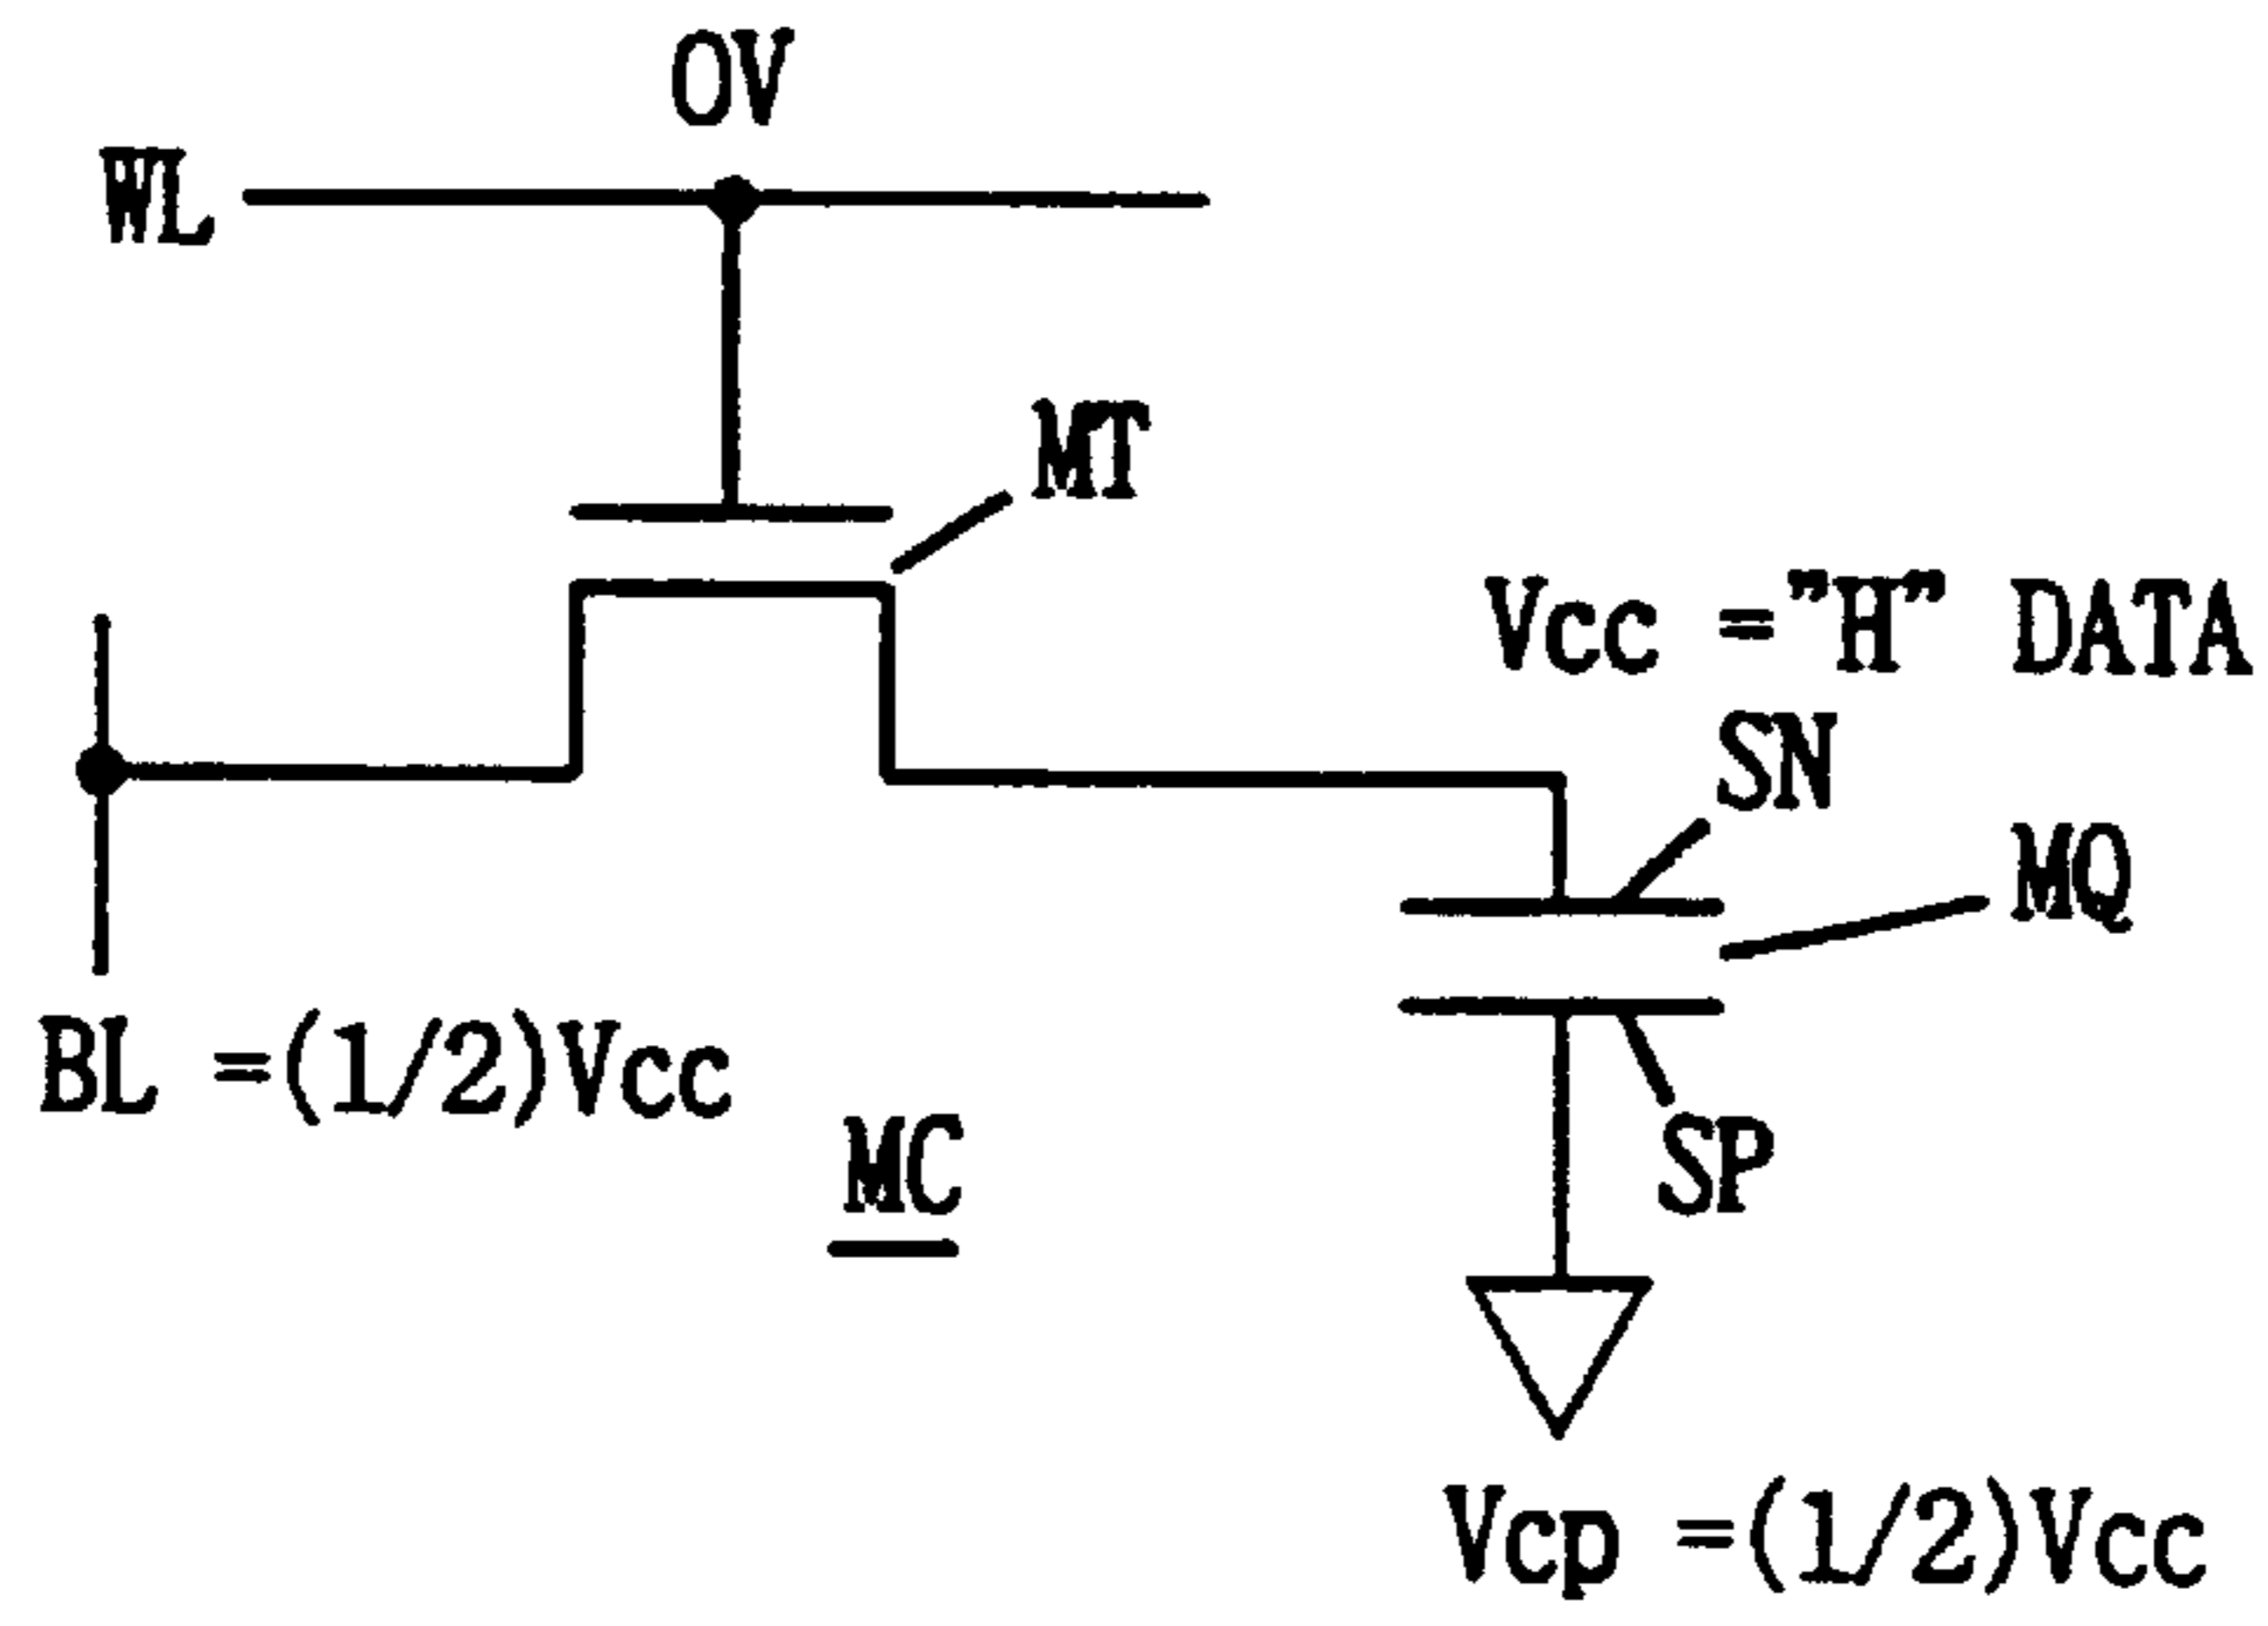 0V
WL
MT
Vcc ="H" DATA
SN
MQ
BL =(1/2)Vcc
MC
SP
Vcp =(1/2)Vcc